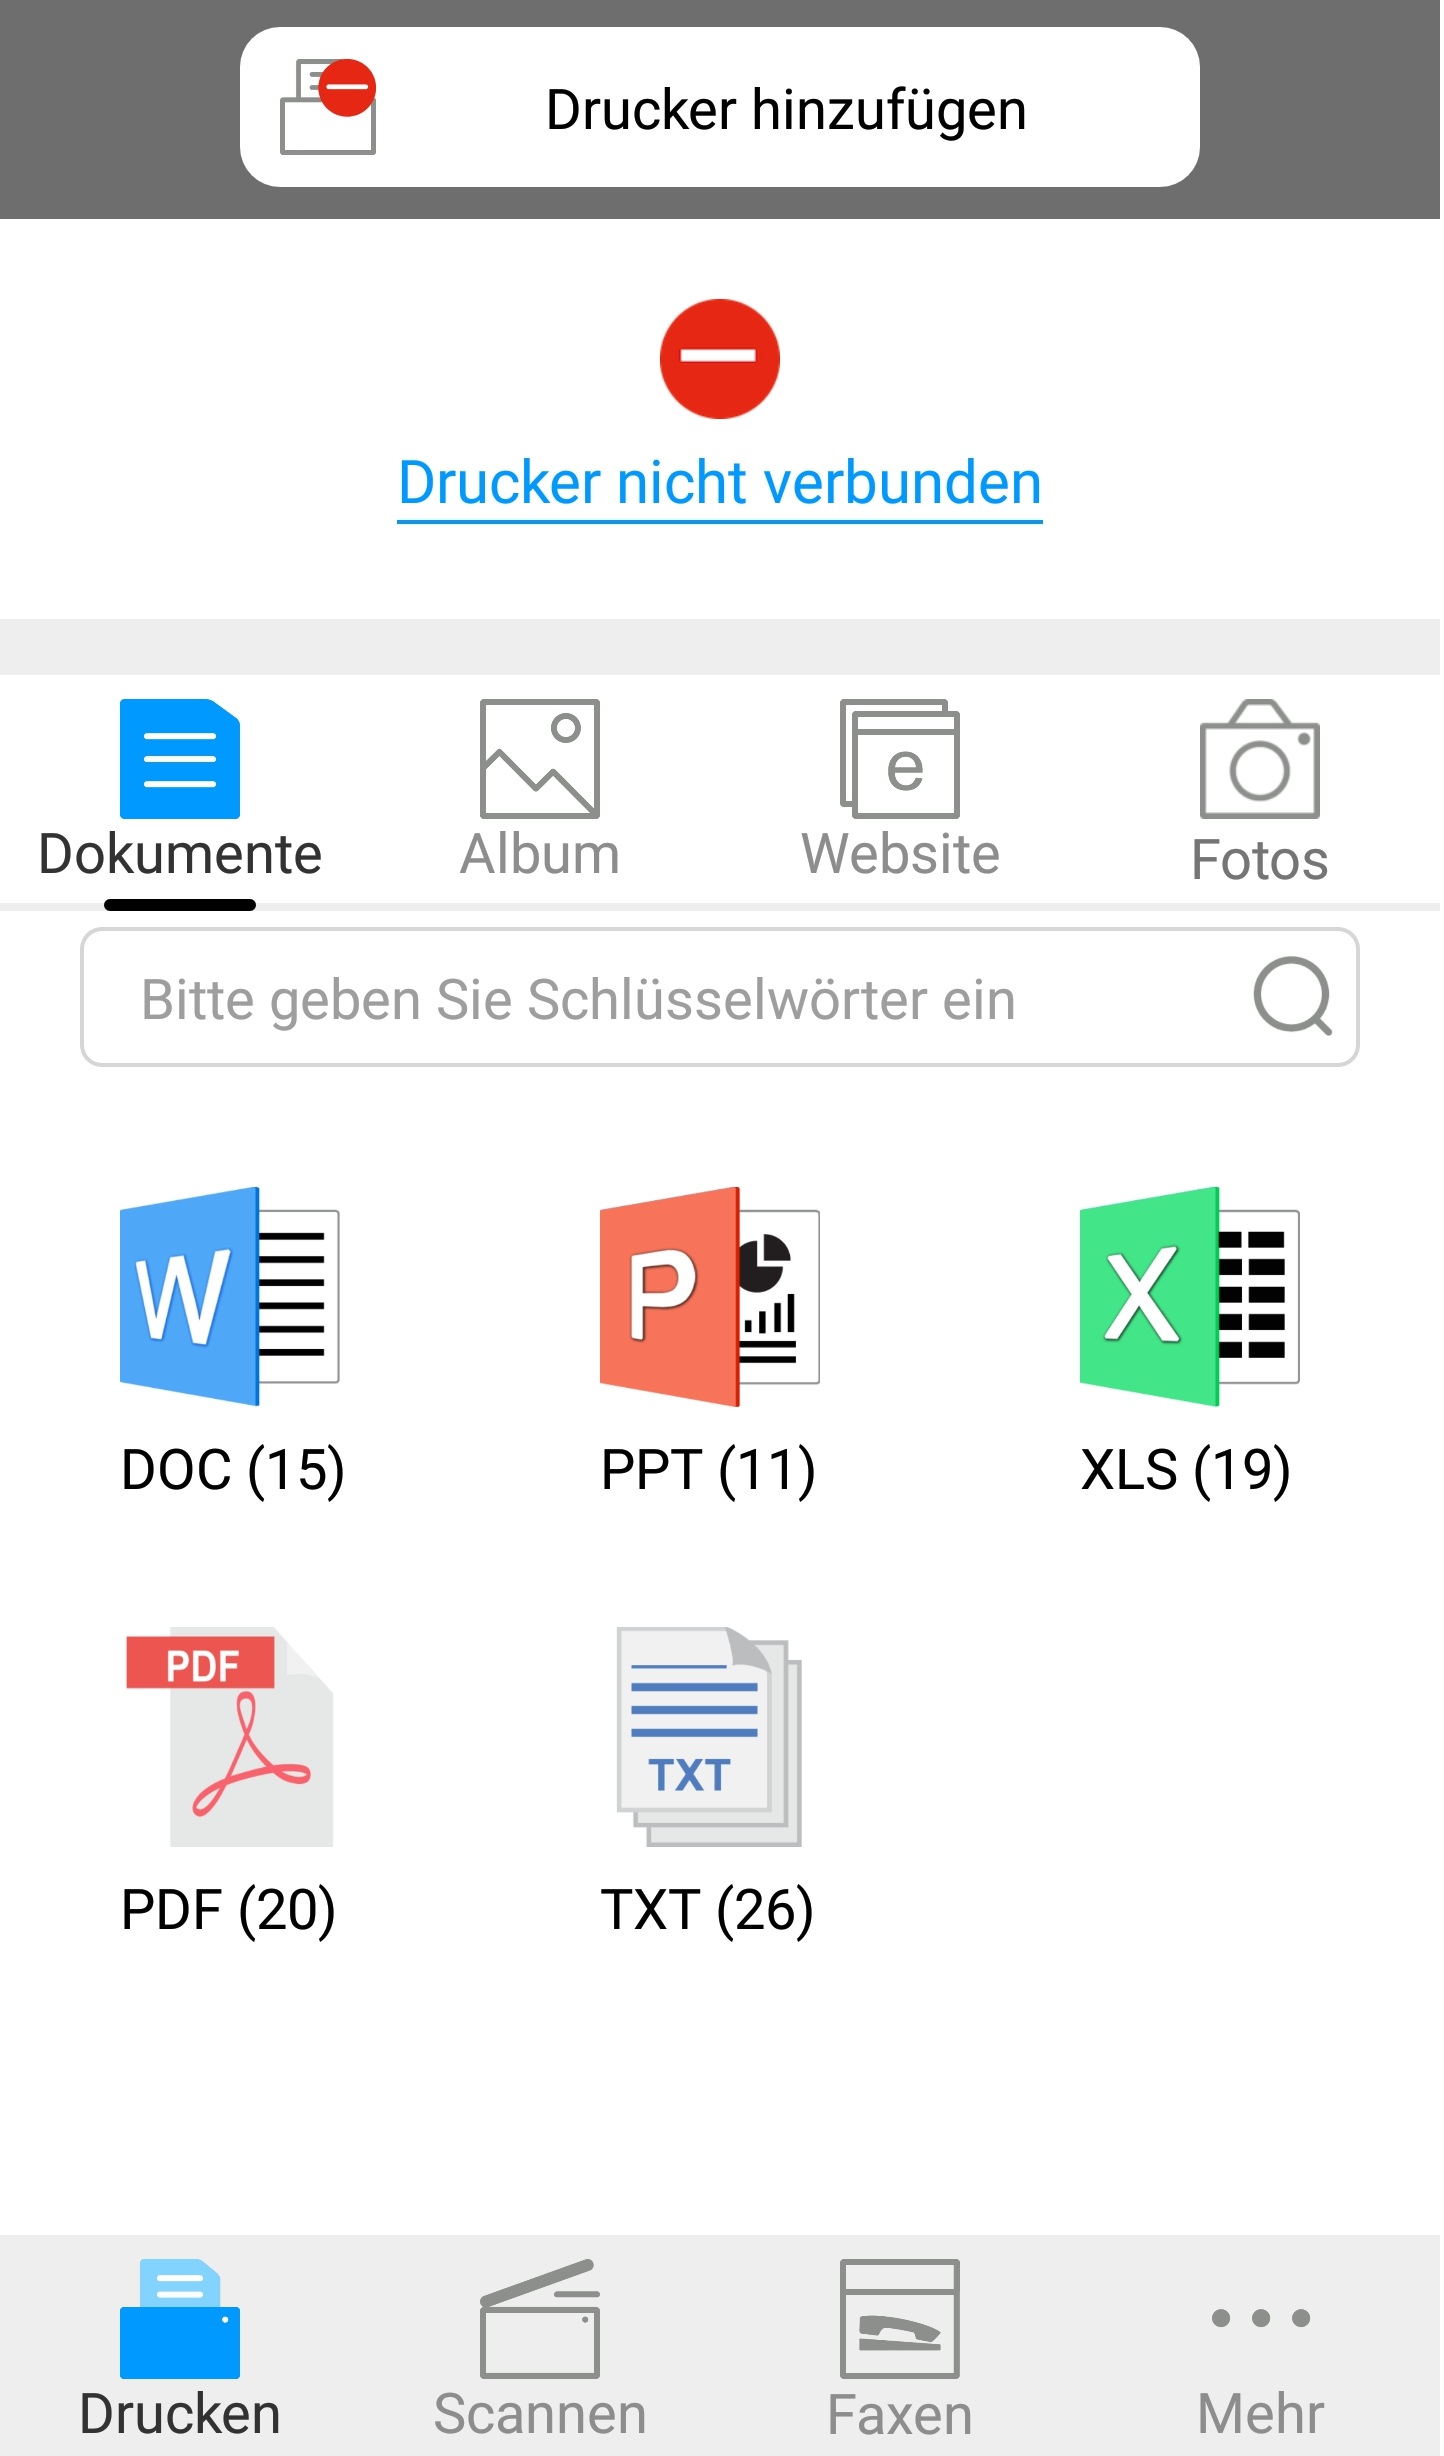 Drucker hinzufügen
Drucker nicht verbunden
e
Dokumente
Album
Website
Fotos
Bitte geben Sie Schlüsselwörter ein
W
P
X
DOC (15)
PPT (11)
XLS (19)
PDF
TXT
PDF (20)
TXT (26)
Drucken
Scannen
Faxen
Mehr